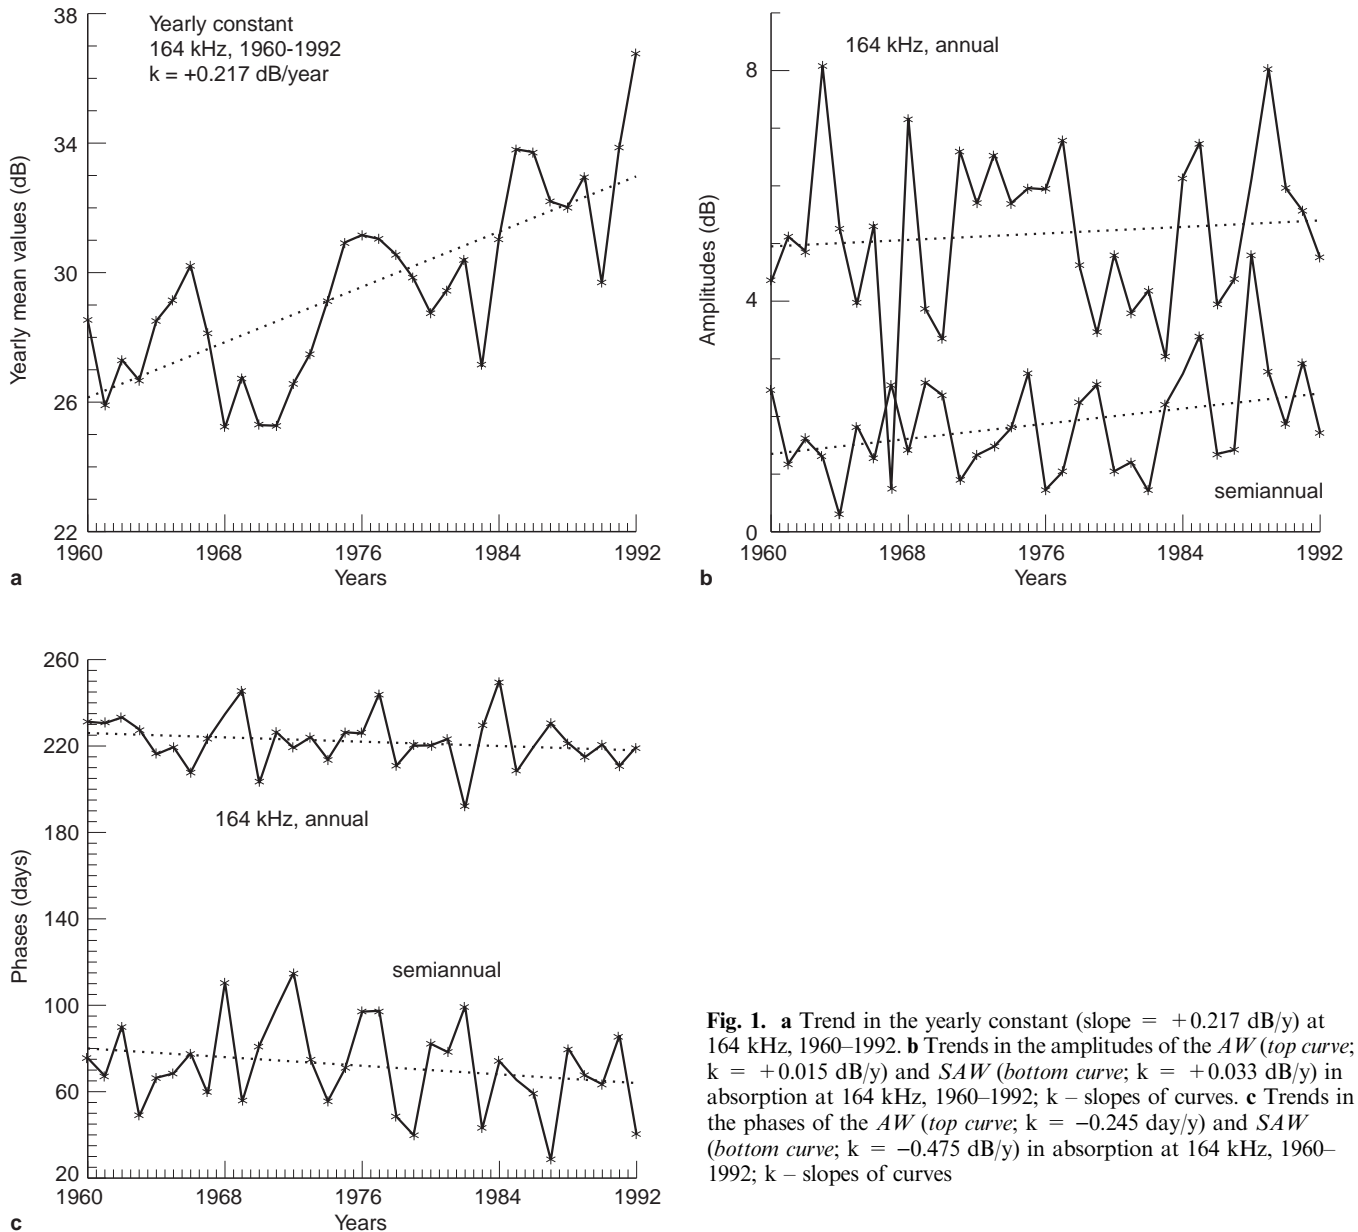 38
34
30
26
22
Yearly mean values (dB)
Yearly constant
164 kHz, 1960-1992
k = +0.217 dB/year
1960
1968
1976
1984
1992
Years
a
8
4
0
Amplitudes (dB)
164 kHz, annual
semiannual
1960
1968
1976
1984
1992
Years
b
260
220
180
140
100
60
20
Phases (days)
164 kHz, annual
semiannual
1960
1968
1976
1984
1992
Years
c
Fig. 1. a Trend in the yearly constant (slope = +0.217 dB/y) at
164 kHz, 1960–1992. b Trends in the amplitudes of the AW (top curve;
k = +0.015 dB/y) and SAW (bottom curve; k = +0.033 dB/y) in
absorption at 164 kHz, 1960–1992; k – slopes of curves. c Trends in
the phases of the AW (top curve; k = −0.245 day/y) and SAW
(bottom curve; k = −0.475 dB/y) in absorption at 164 kHz, 1960–
1992; k – slopes of curves